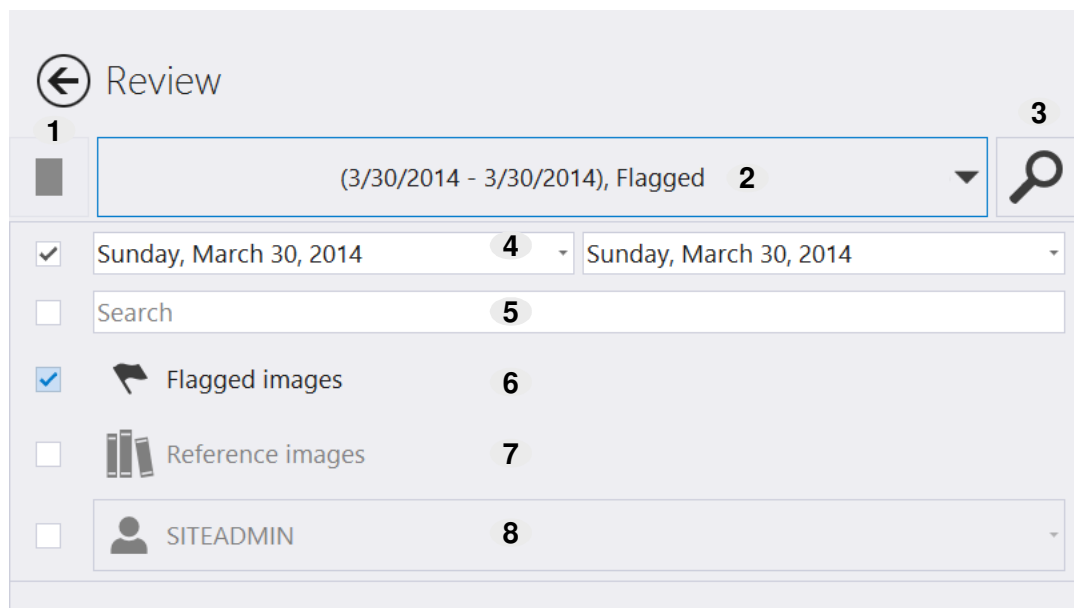 Review
1
3
(3/30/2014 - 3/30/2014), Flagged 2
Sunday, March 30, 2014 4 Sunday, March 30, 2014
Search 5
Flagged images 6
Reference images 7
SITEADMIN 8